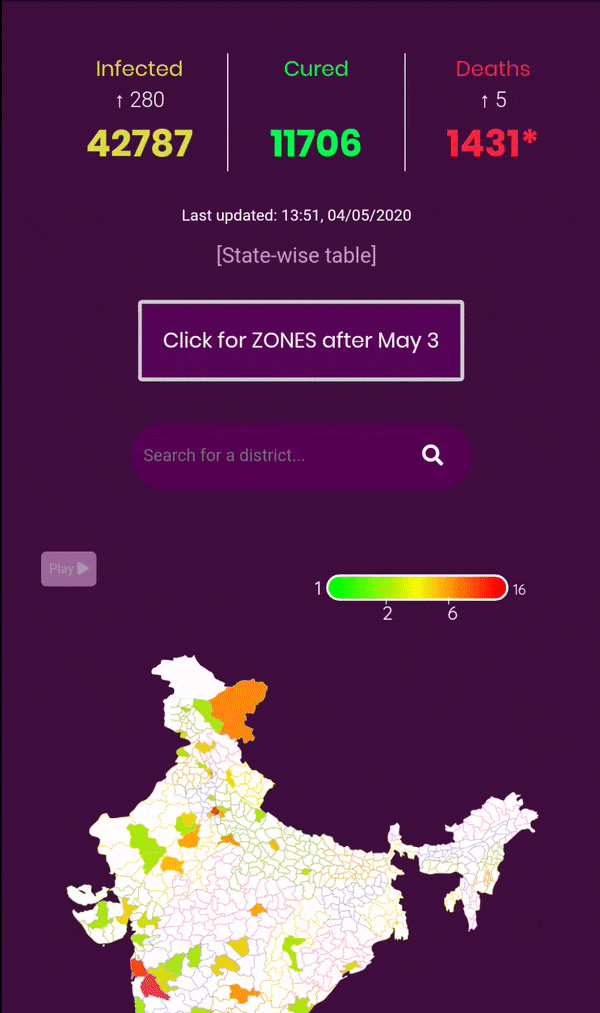 Infected Cured Deaths
↑ 280 ↑ 5
42787 11706 1431*
Last updated: 13:51, 04/05/2020
[State-wise table]
Click for ZONES after May 3
Search for a district...
Play
1 16
2 6